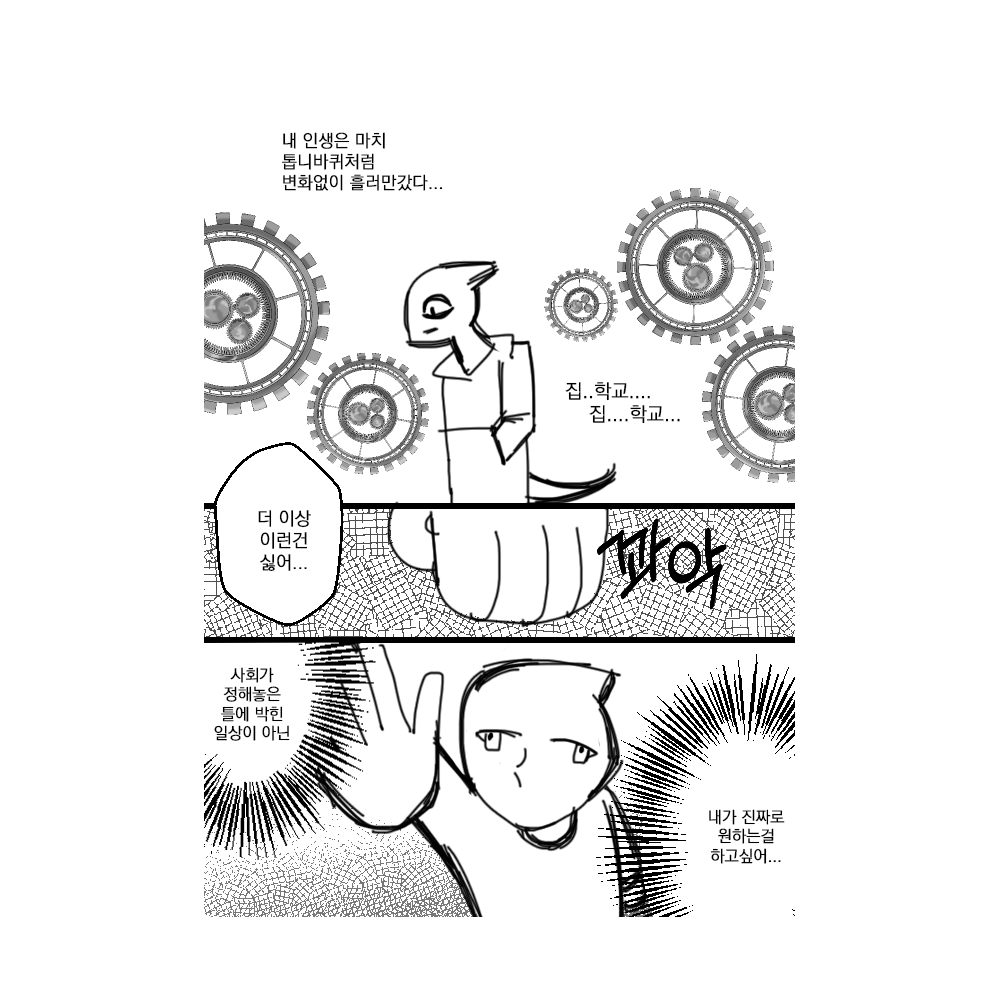 내 인생은 마치
톱니바퀴처럼
변화없이 흘러만갔다...
집..학교....
집....학교...
더 이상
이런건
싫어...
꽈악
사회가
정해놓은
틀에 박힌
일상이 아닌
내가 진짜로
원하는걸
하고싶어...